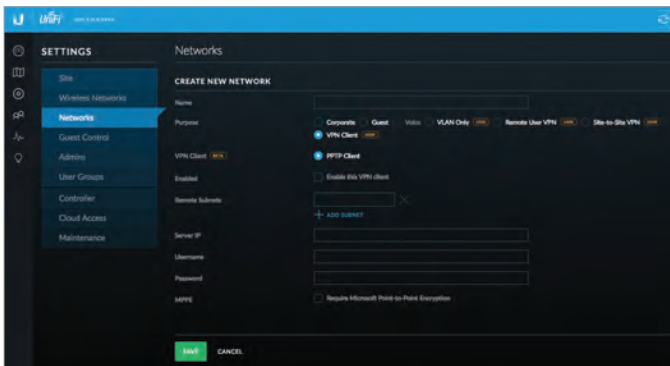 UniFi
SETTINGS
Site
Wireless Networks
Networks
Guest Control
Admins
User Groups
Controller
Cloud Access
Maintenance
Networks
CREATE NEW NETWORK
Name
Purpose
Corporate Guest Voice VLAN Only Remote User VPN Site-to-Site VPN
VPN Client
VPN Client BETA PPTP Client
Enabled Enable this VPN client
Remote Subnet
ADD SUBNET
Server IP
Username
Password
MPPE Require Microsoft Point-to-Point Encryption
SAVE CANCEL